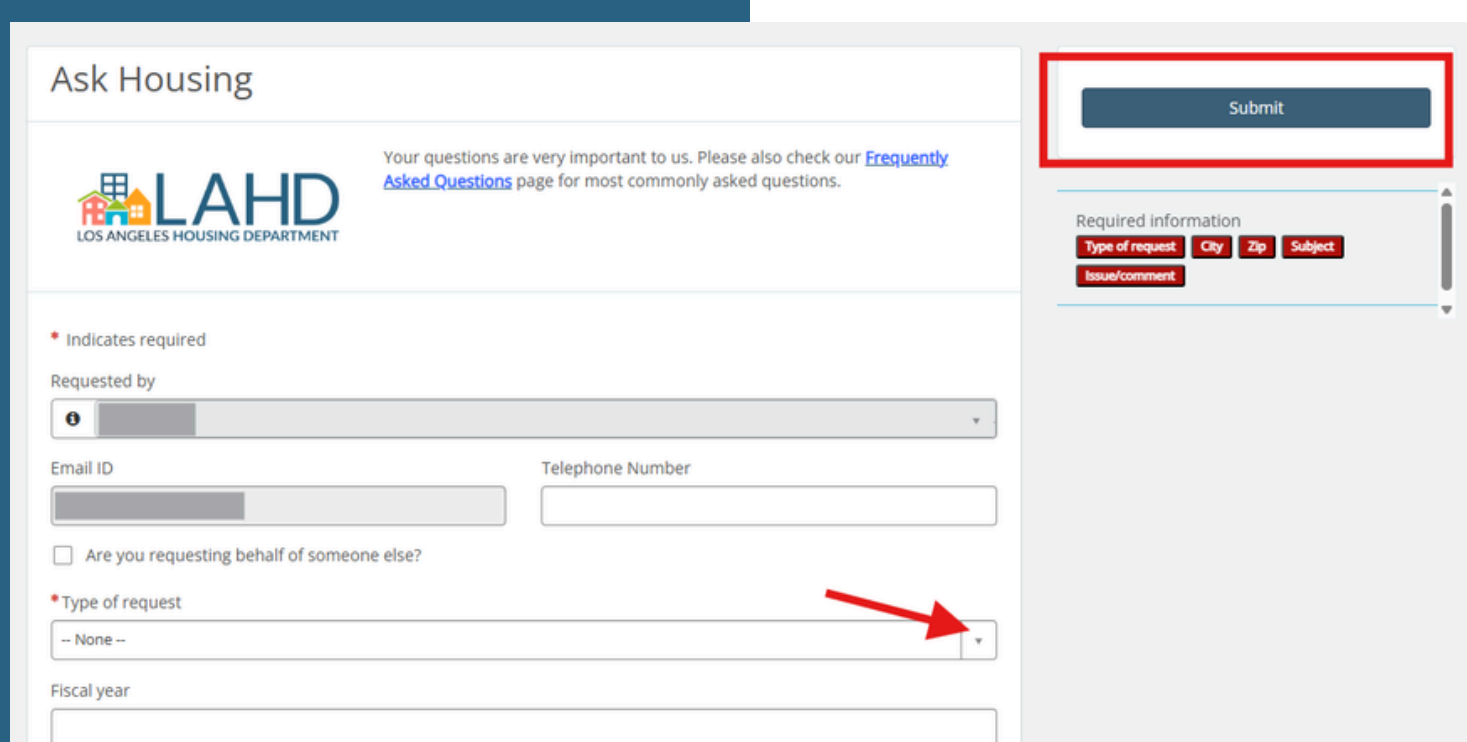 Ask Housing
Submit
LAHD
LOS ANGELES HOUSING DEPARTMENT
Your questions are very important to us. Please also check our Frequently
Asked Questions page for most commonly asked questions.
Required information
Type of request City Zip Subject
Issue/comment
* Indicates required
Requested by
Email ID Telephone Number
Are you requesting behalf of someone else?
* Type of request
-- None --
Fiscal year